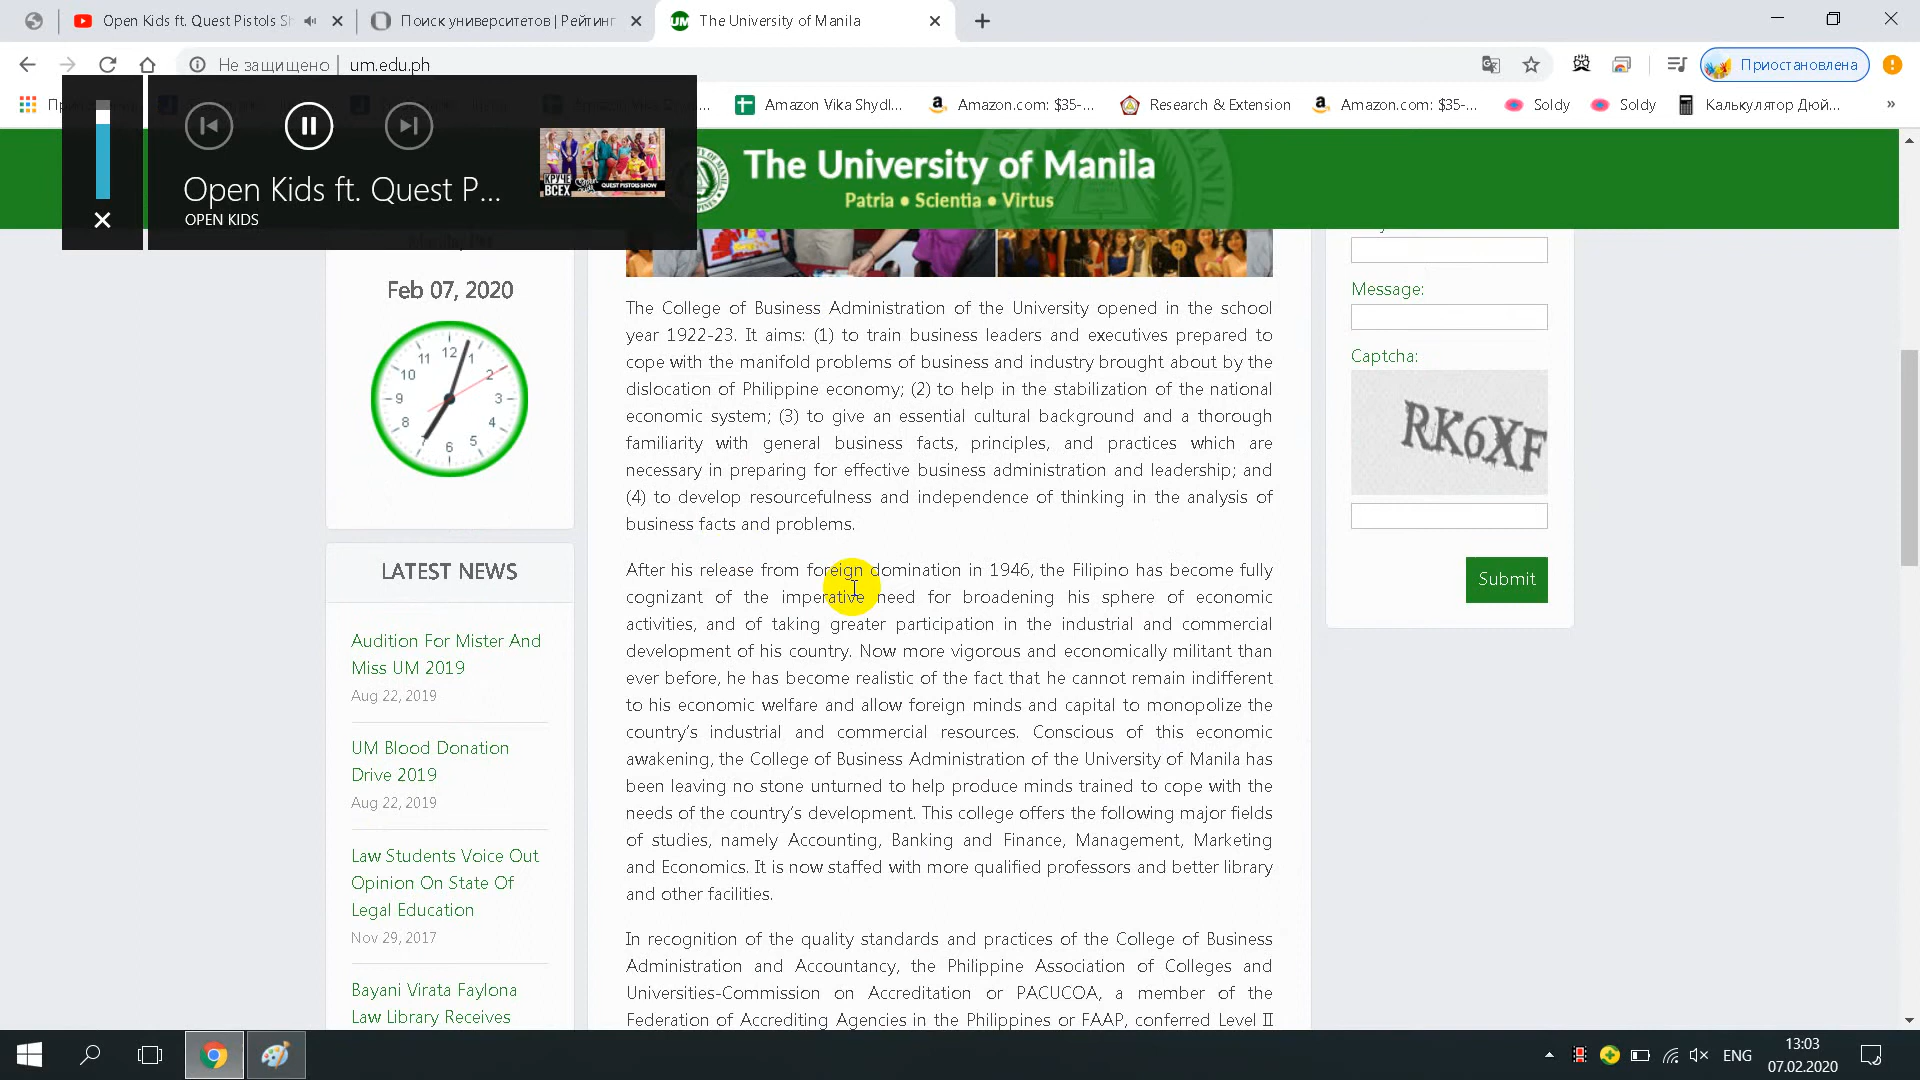 Open Kids ft. Quest Pistols S
Поиск университетов | Рейтинг
UM The University of Manila
Не защищено | um.edu.ph
Приостановлена
Amazon Vika Shydl...
Amazon.com: $35-...
Research & Extension
Amazon.com: $35-...
Soldy
Soldy
Калькулятор Дюй...
»
Open Kids ft. Quest P...
OPEN KIDS
КРУЧЕ ВСЕХ
QUEST PISTOLS SHOW
The University of Manila
Patria ● Scientia ● Virtus
Feb 07, 2020
12
1
2
3
4
5
6
7
8
9
10
11
LATEST NEWS
Audition For Mister And
Miss UM 2019
Aug 22, 2019
UM Blood Donation
Drive 2019
Aug 22, 2019
Law Students Voice Out
Opinion On State Of
Legal Education
Nov 29, 2017
Bayani Virata Faylona
Law Library Receives
The College of Business Administration of the University opened in the school
year 1922-23. It aims: (1) to train business leaders and executives prepared to
cope with the manifold problems of business and industry brought about by the
dislocation of Philippine economy; (2) to help in the stabilization of the national
economic system; (3) to give an essential cultural background and a thorough
familiarity with general business facts, principles, and practices which are
necessary in preparing for effective business administration and leadership; and
(4) to develop resourcefulness and independence of thinking in the analysis of
business facts and problems.
After his release from foreign domination in 1946, the Filipino has become fully
cognizant of the imperative need for broadening his sphere of economic
activities, and of taking greater participation in the industrial and commercial
development of his country. Now more vigorous and economically militant than
ever before, he has become realistic of the fact that he cannot remain indifferent
to his economic welfare and allow foreign minds and capital to monopolize the
country's industrial and commercial resources. Conscious of this economic
awakening, the College of Business Administration of the University of Manila has
been leaving no stone unturned to help produce minds trained to cope with the
needs of the country's development. This college offers the following major fields
of studies, namely Accounting, Banking and Finance, Management, Marketing
and Economics. It is now staffed with more qualified professors and better library
and other facilities.
In recognition of the quality standards and practices of the College of Business
Administration and Accountancy, the Philippine Association of Colleges and
Universities-Commission on Accreditation or PACUCOA, a member of the
Federation of Accrediting Agencies in the Philippines or FAAP, conferred Level II
Message:
Captcha:
RK6XF
Submit
ENG
13:03
07.02.2020